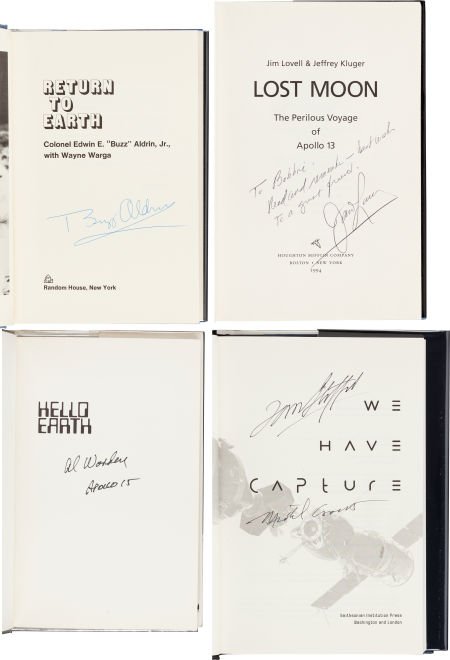 RETURN
TO
EARTH
Colonel Edwin E. "Buzz" Aldrin, Jr.,
with Wayne Warga
Buzz Aldrin
Random House, New York
Jim Lovell & Jeffrey Kluger
LOST MOON
The Perilous Voyage
of
Apollo 13
To Bobbie:
Read and remember - best wishes
to a great friend.
HOUGHTON MIFFLIN COMPANY
BOSTON • NEW YORK
1994
HELLO
EARTH
Al Worden
Apollo 15
WE
HAVE
CAPTURE
Smithsonian Institution Press
Washington and London